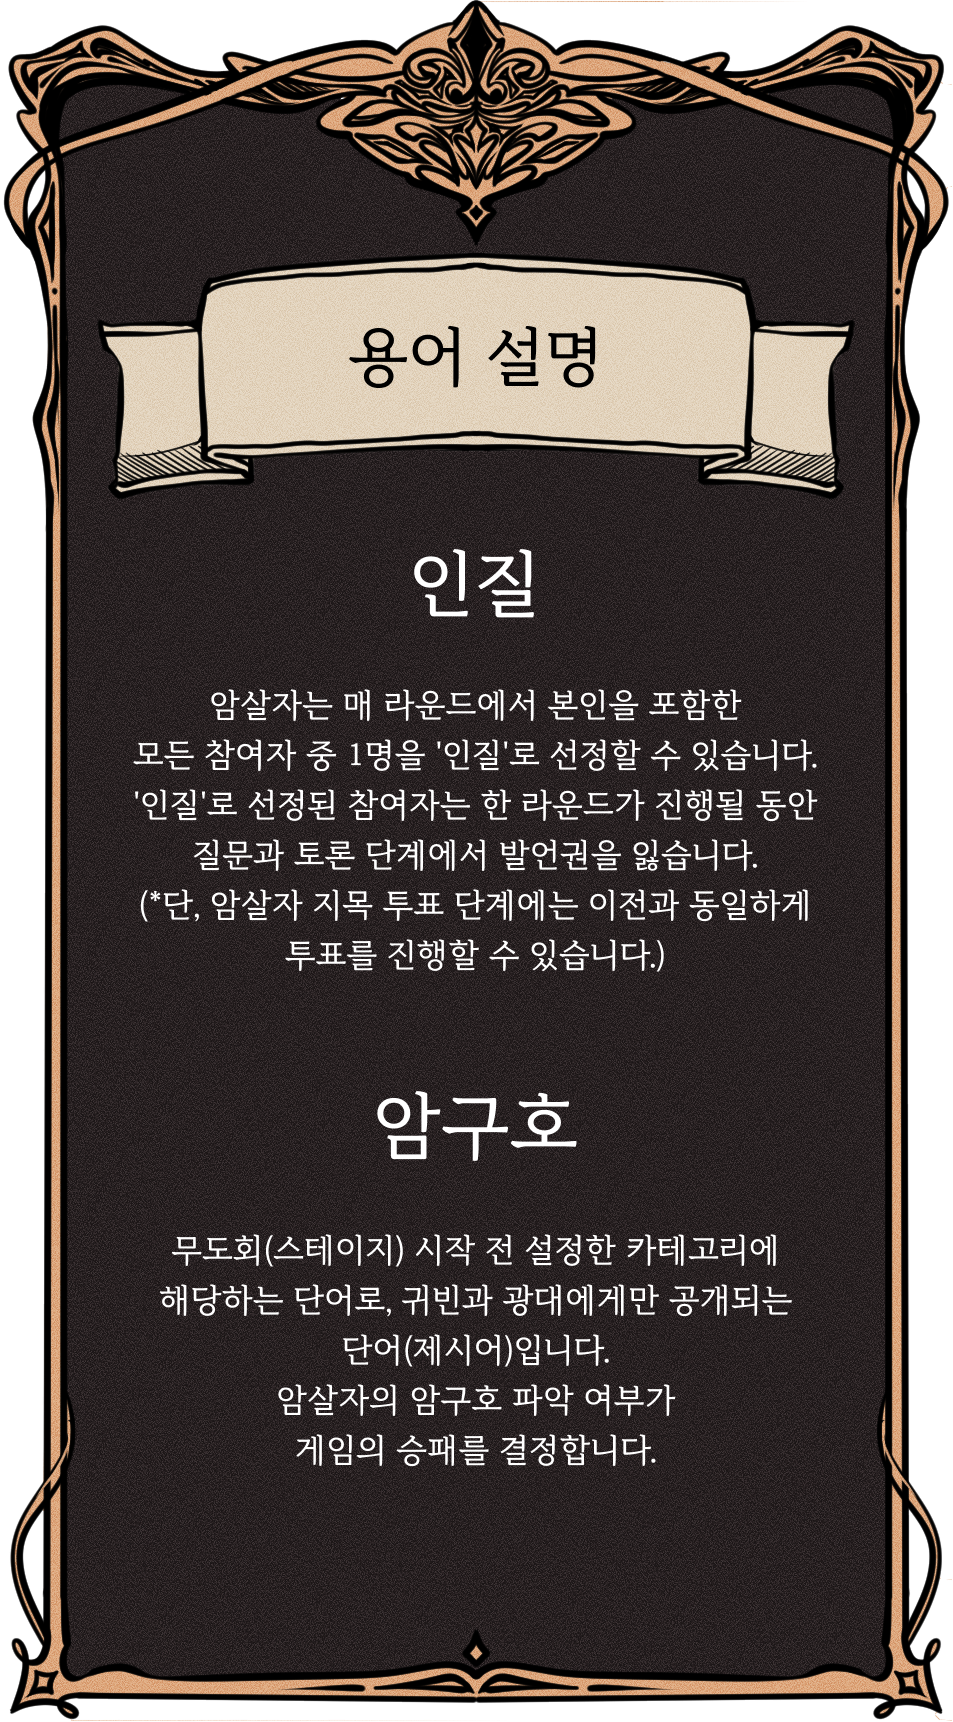 용어 설명
인질
암살자는 매 라운드에서 본인을 포함한
모든 참여자 중 1명을 '인질'로 선정할 수 있습니다.
'인질'로 선정된 참여자는 한 라운드가 진행될 동안
질문과 토론 단계에서 발언권을 잃습니다.
(*단, 암살자 지목 투표 단계에는 이전과 동일하게
투표를 진행할 수 있습니다.)
암구호
무도회(스테이지) 시작 전 설정한 카테고리에
해당하는 단어로, 귀빈과 광대에게만 공개되는
단어(제시어)입니다.
암살자의 암구호 파악 여부가
게임의 승패를 결정합니다.